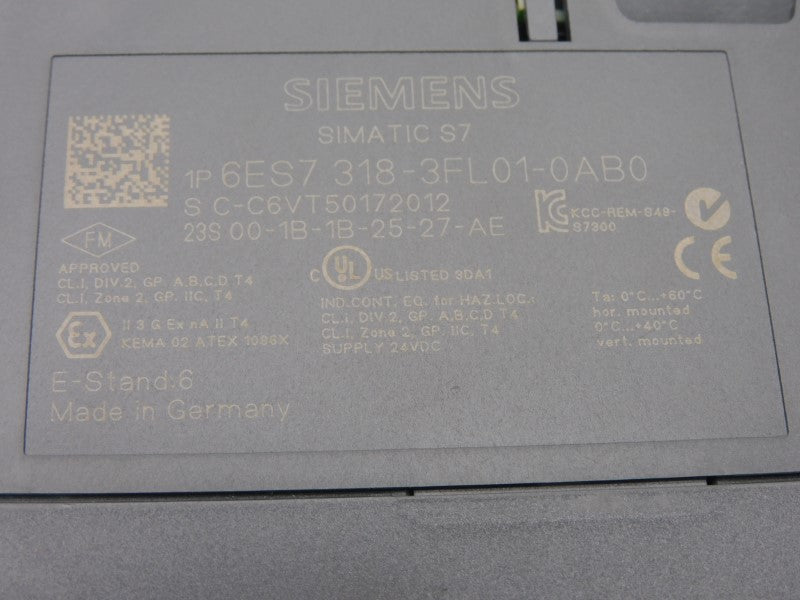 SIEMENS
SIMATIC S7
1P 6ES7 318-3FL01-0AB0
S C-C6VT50172012
23S 00-1B-1B-25-27-AE
KCC-REM-S49-
S7300
FM
APPROVED
CL.I, DIV.2, GP. A,B,C,D T4
CL.I, Zone 2, GP. IIC, T4
C UL US LISTED 3DA1
IND.CONT. EQ. for HAZ.LOC.:
CL.I, DIV.2, GP. A,B,C,D T4
CL.I, Zone 2, GP. IIC, T4
SUPPLY 24VDC
CE
Ta: 0°C...+60°C
hor. mounted
0°C...+40°C
vert. mounted
Ex II 3 G Ex nA II T4
KEMA 02 ATEX 1096X
E-Stand:6
Made in Germany